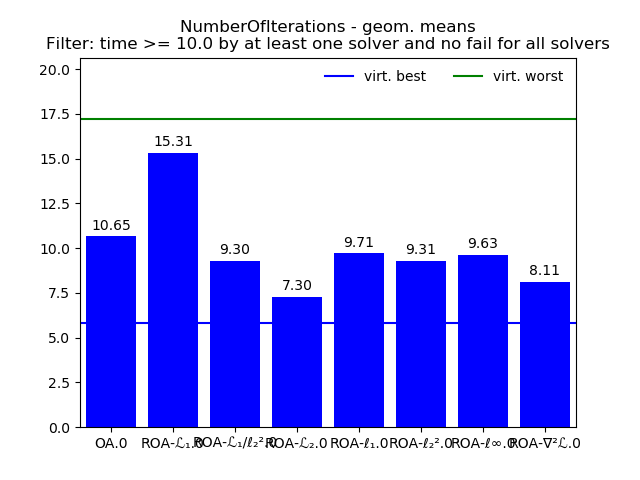 NumberOfIterations - geom. means
Filter: time >= 10.0 by at least one solver and no fail for all solvers
20.0
virt. best virt. worst
17.5
15.31
15.0
12.5
10.65
10.0
9.30 9.71 9.31 9.63
8.11
7.5
7.30
5.0
2.5
0.0
OA.0 ROA-ℒ₁.0 ROA-ℒ₁/ℓ₂².0 ROA-ℒ₂.0 ROA-ℓ₁.0 ROA-ℓ₂².0 ROA-ℓ∞.0 ROA-∇²ℒ.0